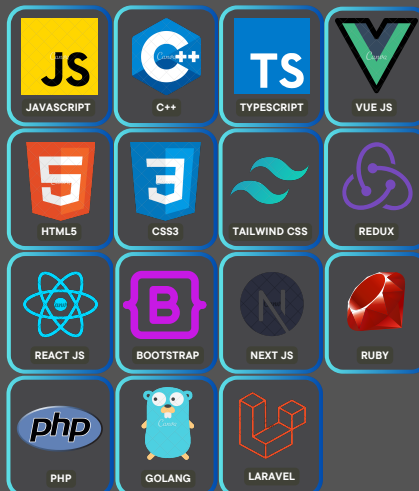 JS
JAVASCRIPT
C++
C++
TS
TYPESCRIPT
VUE JS
5
HTML5
3
CSS3
TAILWIND CSS
REDUX
REACT JS
B
BOOTSTRAP
N
NEXT JS
RUBY
php
PHP
Canva
GOLANG
LARAVEL